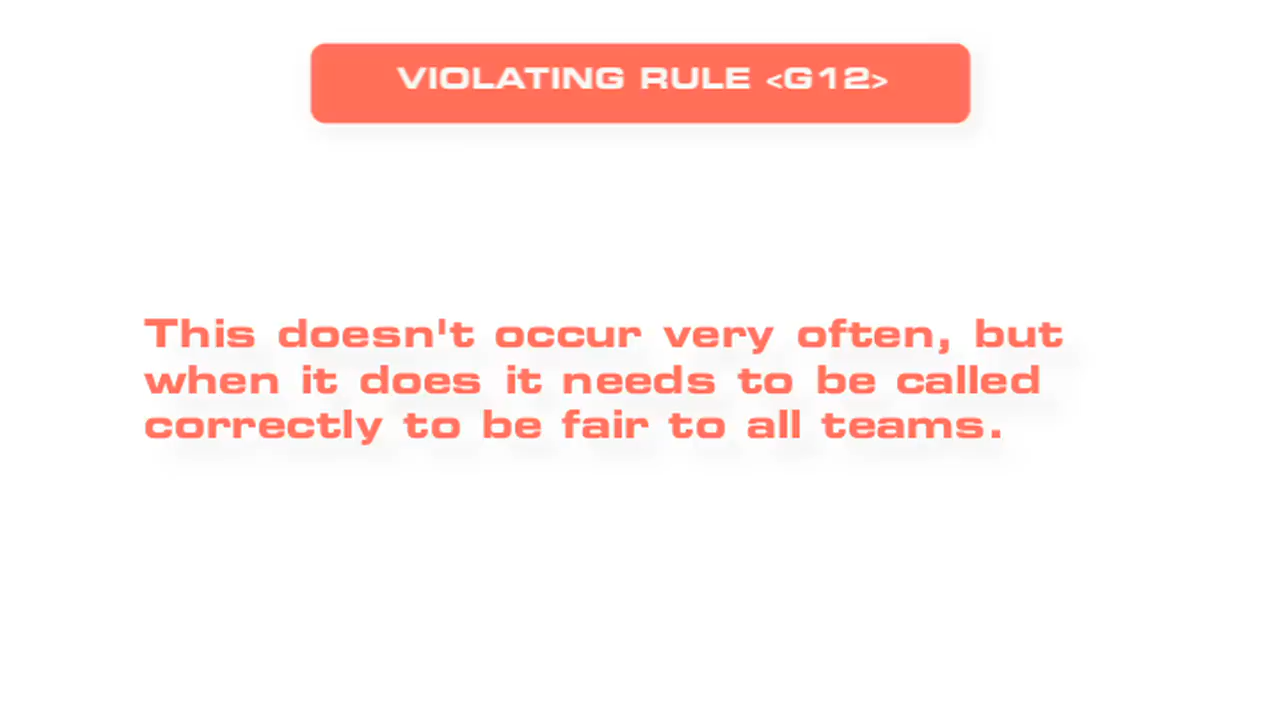 VIOLATING RULE <G12>
This doesn't occur very often, but
when it does it needs to be called
correctly to be fair to all teams.